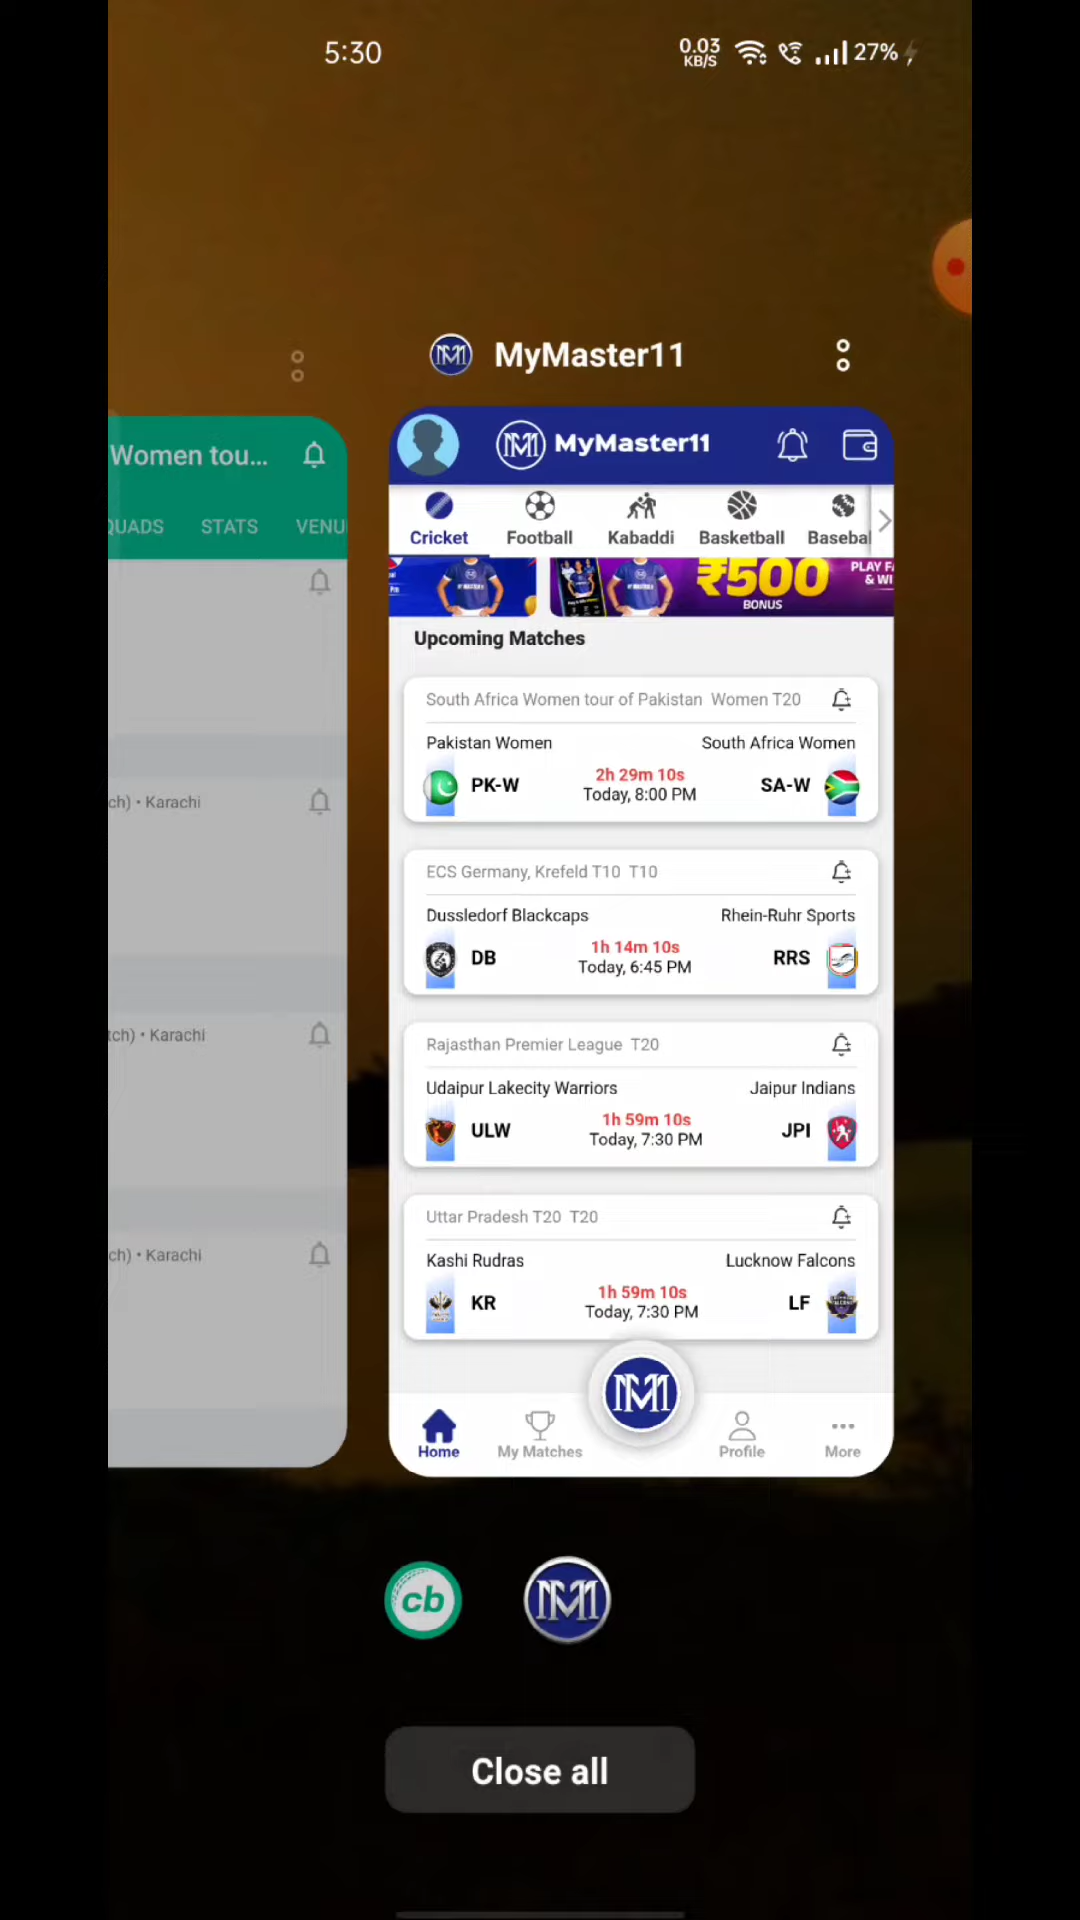 5:30
0.03
KB/S
27%
MyMaster11
Women tou...
QUADS STATS VENU
ch) • Karachi
tch) • Karachi
ch) • Karachi
MyMaster11
Cricket Football Kabaddi Basketball Basebal
₹500
BONUS
PLAY F
& WI
Upcoming Matches
South Africa Women tour of Pakistan Women T20
Pakistan Women South Africa Women
PK-W 2h 29m 10s SA-W
Today, 8:00 PM
ECS Germany, Krefeld T10 T10
Dussledorf Blackcaps Rhein-Ruhr Sports
DB 1h 14m 10s RRS
Today, 6:45 PM
Rajasthan Premier League T20
Udaipur Lakecity Warriors Jaipur Indians
ULW 1h 59m 10s JPI
Today, 7:30 PM
Uttar Pradesh T20 T20
Kashi Rudras Lucknow Falcons
KR 1h 59m 10s LF
Today, 7:30 PM
Home My Matches Profile More
cb
Close all